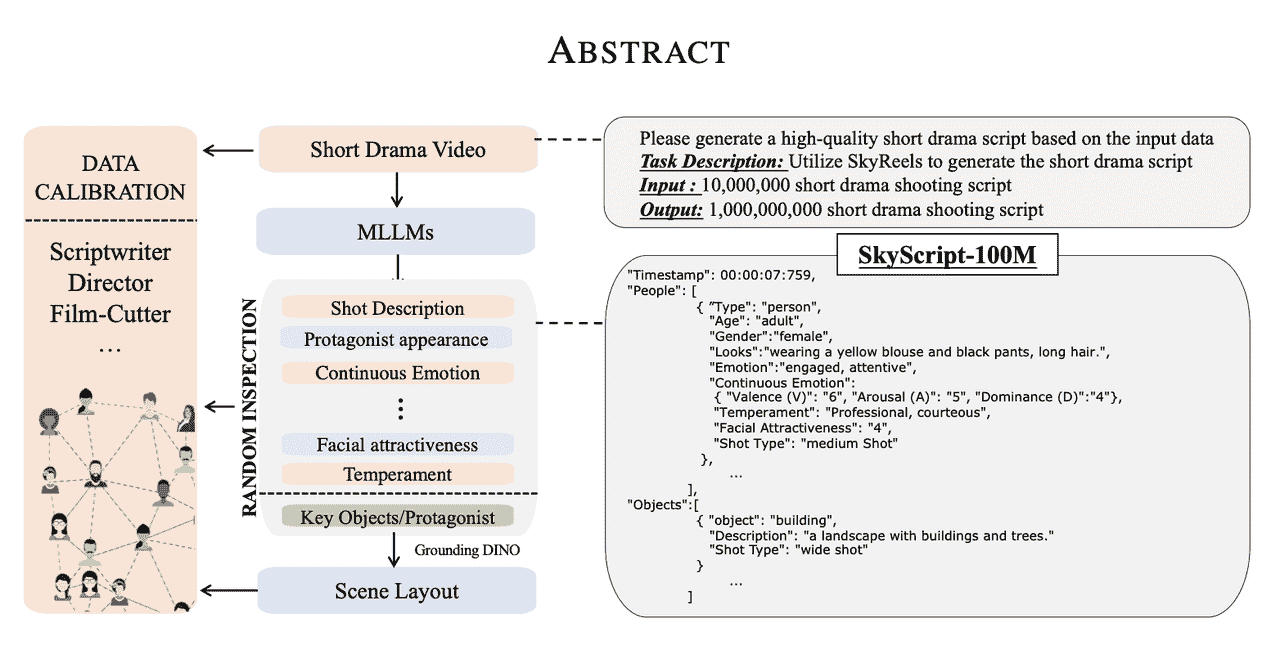 ABSTRACT
DATA
CALIBRATION
Scriptwriter
Director
Film-Cutter
...
Short Drama Video
MLLMs
RANDOM INSPECTION
Shot Description
Protagonist appearance
Continuous Emotion
⋮
Facial attractiveness
Temperament
Key Objects/Protagonist
Grounding DINO
Scene Layout
Please generate a high-quality short drama script based on the input data
Task Description: Utilize SkyReels to generate the short drama script
Input : 10,000,000 short drama shooting script
Output: 1,000,000,000 short drama shooting script
SkyScript-100M
"Timestamp": 00:00:07:759,
"People": [
{ "Type": "person",
"Age": "adult",
"Gender":"female",
"Looks":"wearing a yellow blouse and black pants, long hair.",
"Emotion":"engaged, attentive",
"Continuous Emotion":
{ "Valence (V)": "6", "Arousal (A)": "5", "Dominance (D)":"4"},
"Temperament": "Professional, courteous",
"Facial Attractiveness": "4",
"Shot Type": "medium Shot"
},
...
],
"Objects":[
{ "object": "building",
"Description": "a landscape with buildings and trees."
"Shot Type": "wide shot"
}
...
]